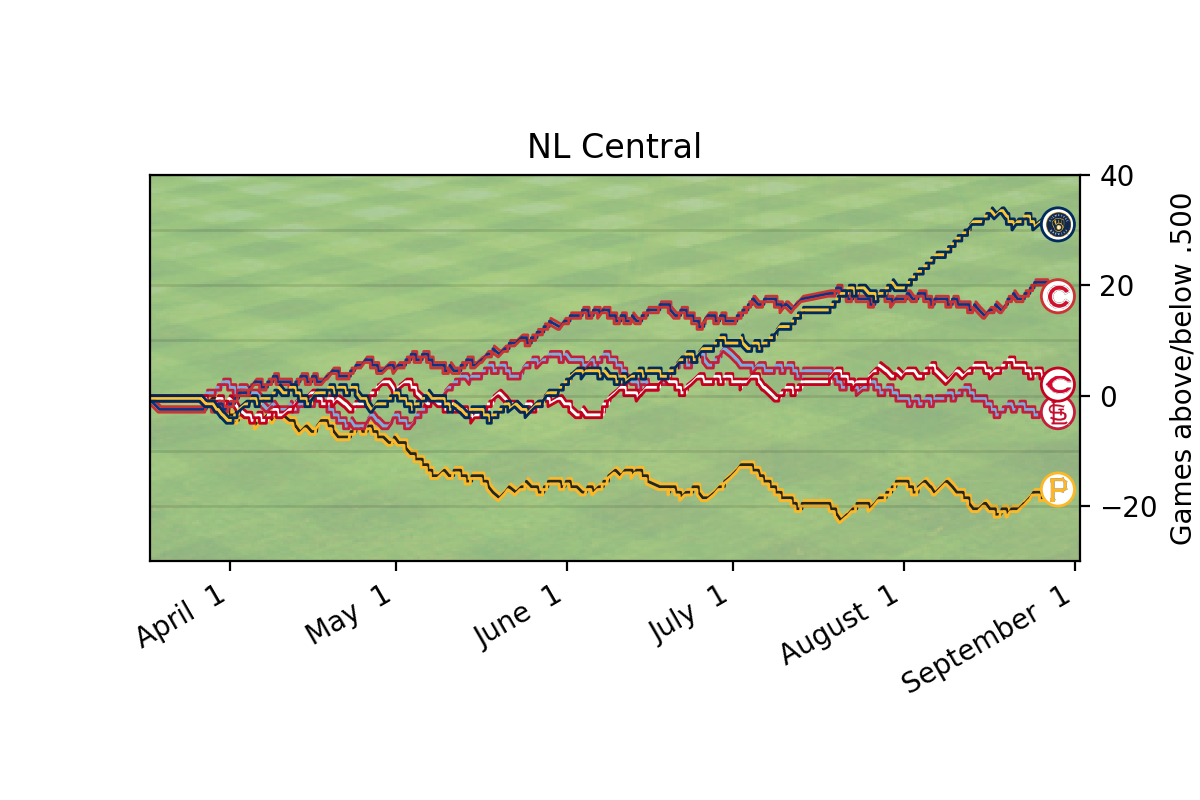 NL Central
40
20
0
−20
Games above/below .500
April 1
May 1
June 1
July 1
August 1
September 1
C
C
STL
P